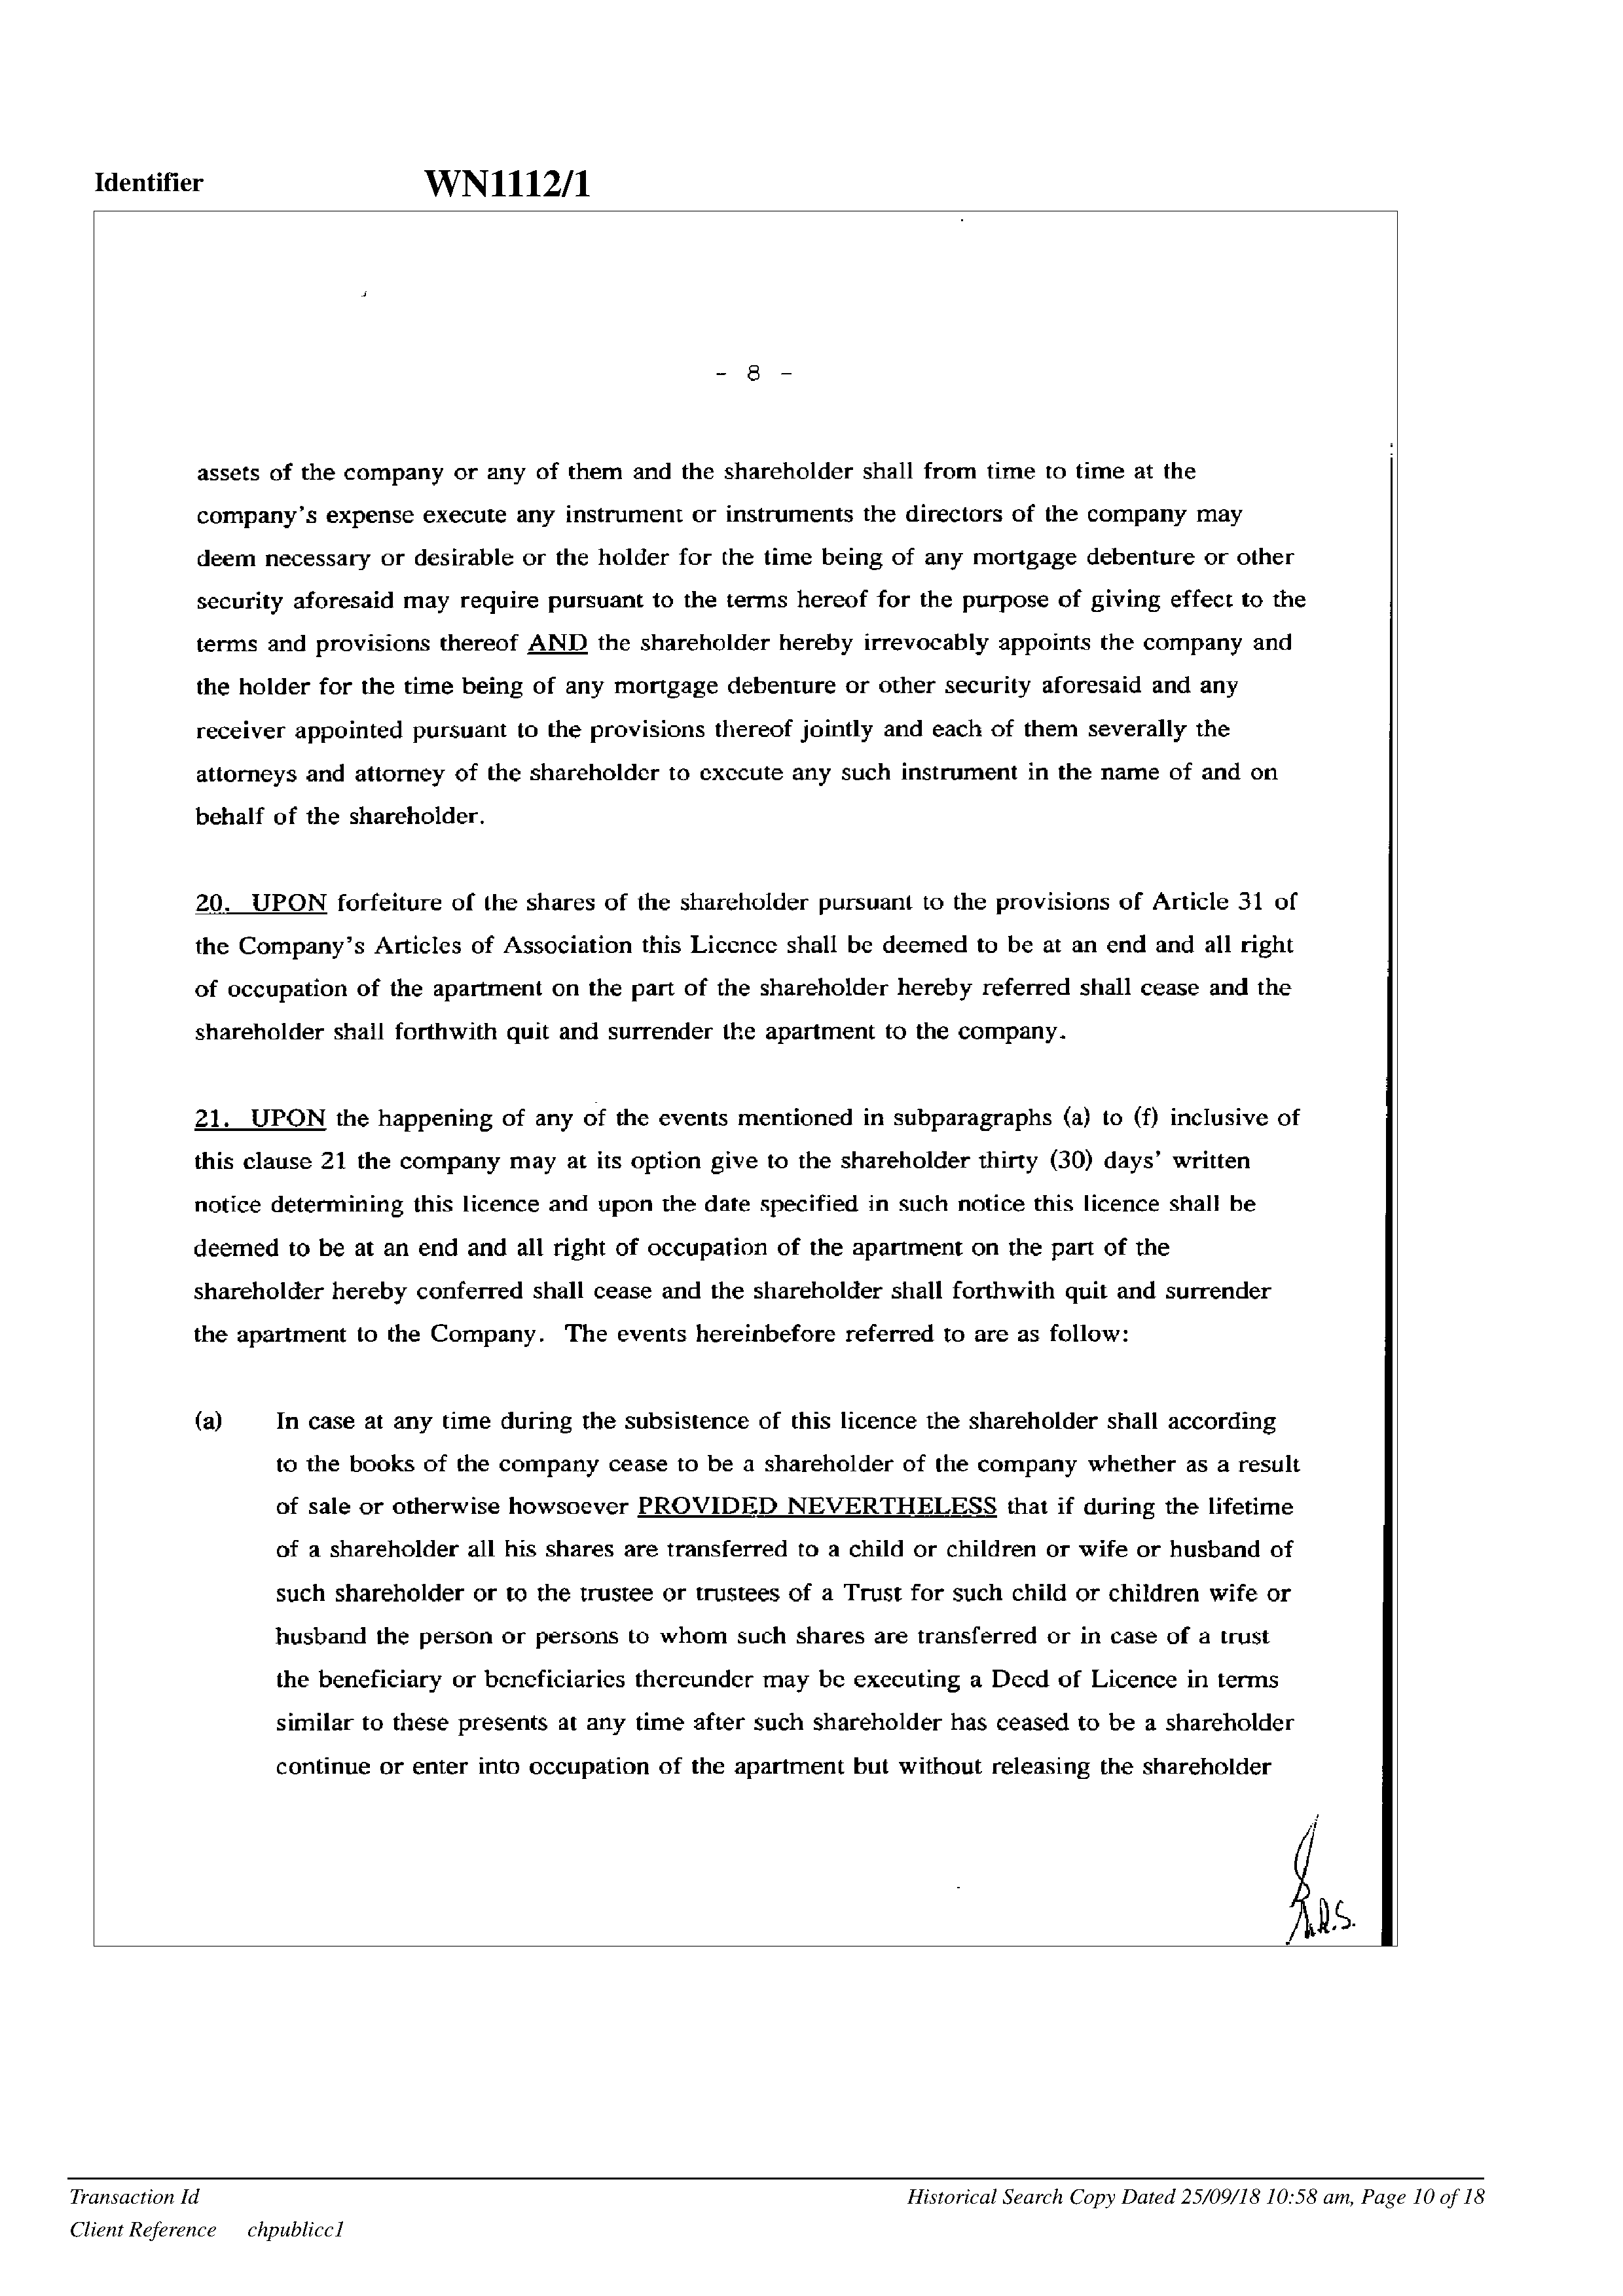 Identifier WN1112/1
- 8 -
assets of the company or any of them and the shareholder shall from time to time at the
company's expense execute any instrument or instruments the directors of the company may
deem necessary or desirable or the holder for the time being of any mortgage debenture or other
security aforesaid may require pursuant to the terms hereof for the purpose of giving effect to the
terms and provisions thereof AND the shareholder hereby irrevocably appoints the company and
the holder for the time being of any mortgage debenture or other security aforesaid and any
receiver appointed pursuant to the provisions thereof jointly and each of them severally the
attorneys and attorney of the shareholder to execute any such instrument in the name of and on
behalf of the shareholder.
20. UPON forfeiture of the shares of the shareholder pursuant to the provisions of Article 31 of
the Company's Articles of Association this Licence shall be deemed to be at an end and all right
of occupation of the apartment on the part of the shareholder hereby referred shall cease and the
shareholder shall forthwith quit and surrender the apartment to the company.
21. UPON the happening of any of the events mentioned in subparagraphs (a) to (f) inclusive of
this clause 21 the company may at its option give to the shareholder thirty (30) days' written
notice determining this licence and upon the date specified in such notice this licence shall be
deemed to be at an end and all right of occupation of the apartment on the part of the
shareholder hereby conferred shall cease and the shareholder shall forthwith quit and surrender
the apartment to the Company. The events hereinbefore referred to are as follow:
(a) In case at any time during the subsistence of this licence the shareholder shall according
to the books of the company cease to be a shareholder of the company whether as a result
of sale or otherwise howsoever PROVIDED NEVERTHELESS that if during the lifetime
of a shareholder all his shares are transferred to a child or children or wife or husband of
such shareholder or to the trustee or trustees of a Trust for such child or children wife or
husband the person or persons to whom such shares are transferred or in case of a trust
the beneficiary or beneficiaries thereunder may be executing a Deed of Licence in terms
similar to these presents at any time after such shareholder has ceased to be a shareholder
continue or enter into occupation of the apartment but without releasing the shareholder
Transaction Id Historical Search Copy Dated 25/09/18 10:58 am, Page 10 of 18
Client Reference chpublicc1